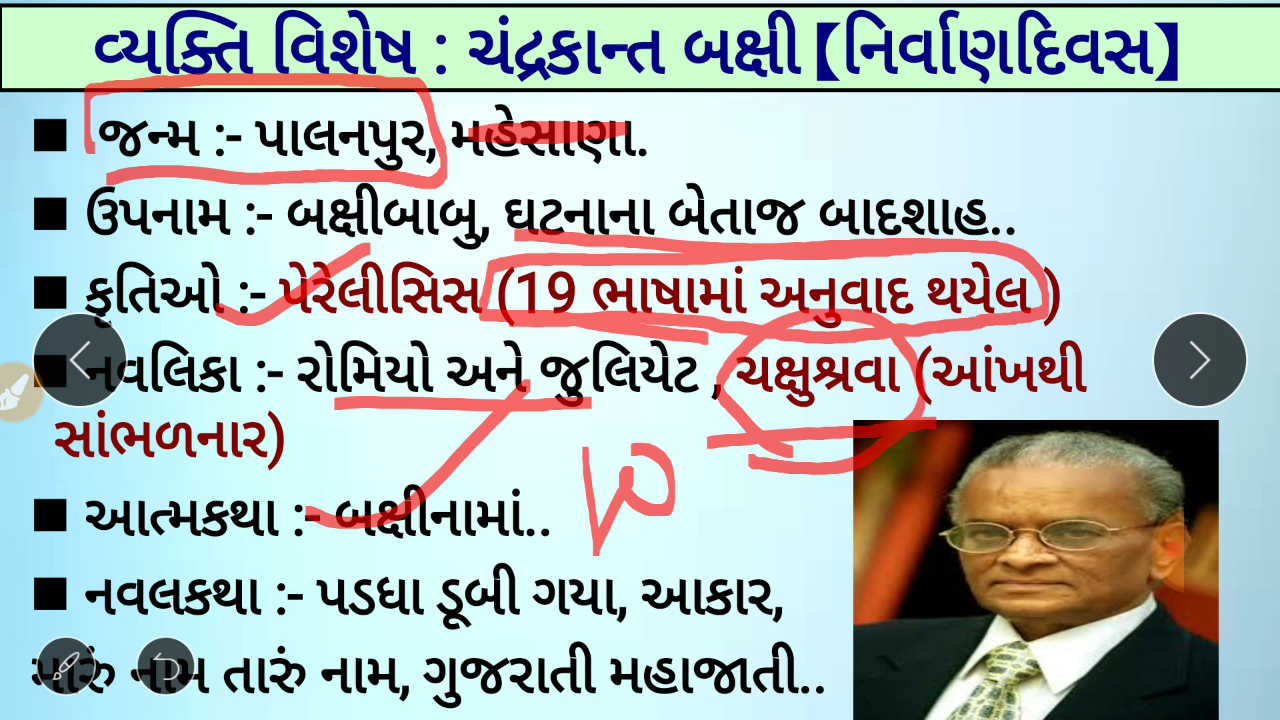 વ્યક્તિ વિશેષ : ચંદ્રકાન્ત બક્ષી【નિર્વાણદિવસ】
■ જન્મ :- પાલનપુર, મહેસાણા.
■ ઉપનામ :- બક્ષીબાબુ, ઘટનાના બેતાજ બાદશાહ..
■ કૃતિઓ :- પેરેલીસિસ (19 ભાષામાં અનુવાદ થયેલ )
■ નવલિકા :- રોમિયો અને જુલિયેટ , ચક્ષુશ્રવા (આંખથી
સાંભળનાર)
■ આત્મકથા :- બક્ષીનામાં..
■ નવલકથા :- પડધા ડૂબી ગયા, આકાર,
મારું નામ તારું નામ, ગુજરાતી મહાજાતી..